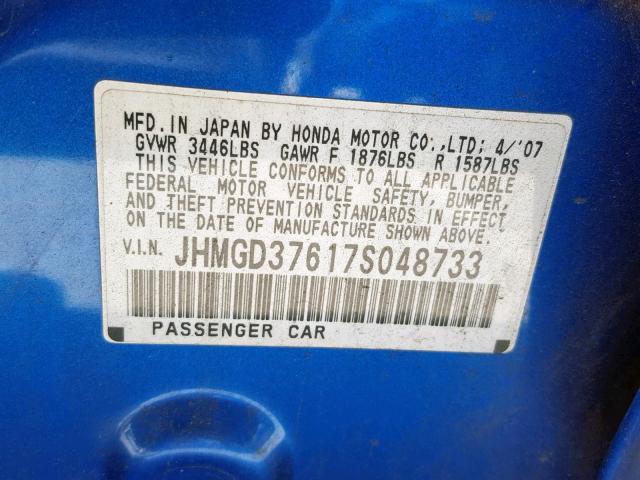 MFD. IN JAPAN BY HONDA MOTOR CO.,LTD; 4/'07
GVWR 3446LBS GAWR F 1876LBS R 1587LBS
THIS VEHICLE CONFORMS TO ALL APPLICABLE
FEDERAL MOTOR VEHICLE SAFETY, BUMPER,
AND THEFT PREVENTION STANDARDS IN EFFECT
ON THE DATE OF MANUFACTURE SHOWN ABOVE.
V.I.N. JHMGD37617S048733
PASSENGER CAR